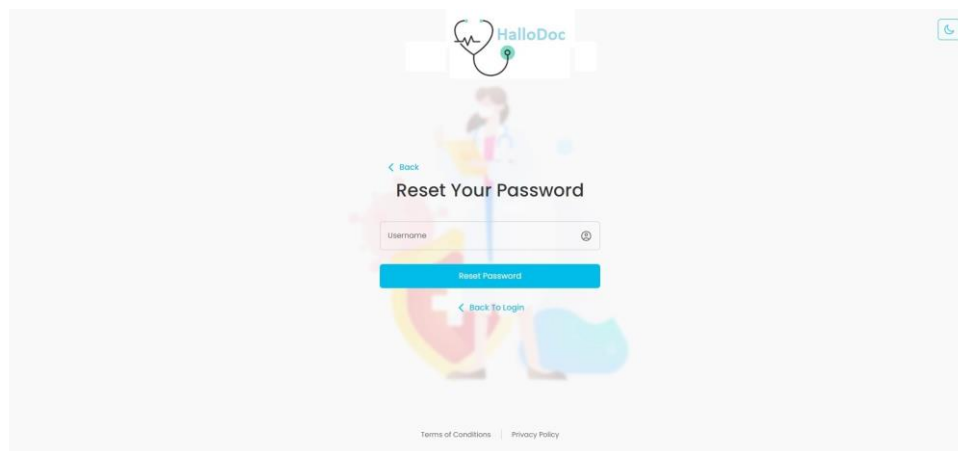 HalloDoc
Back
Reset Your Password
Username
Reset Password
Back To Login
Terms of Conditions Privacy Policy